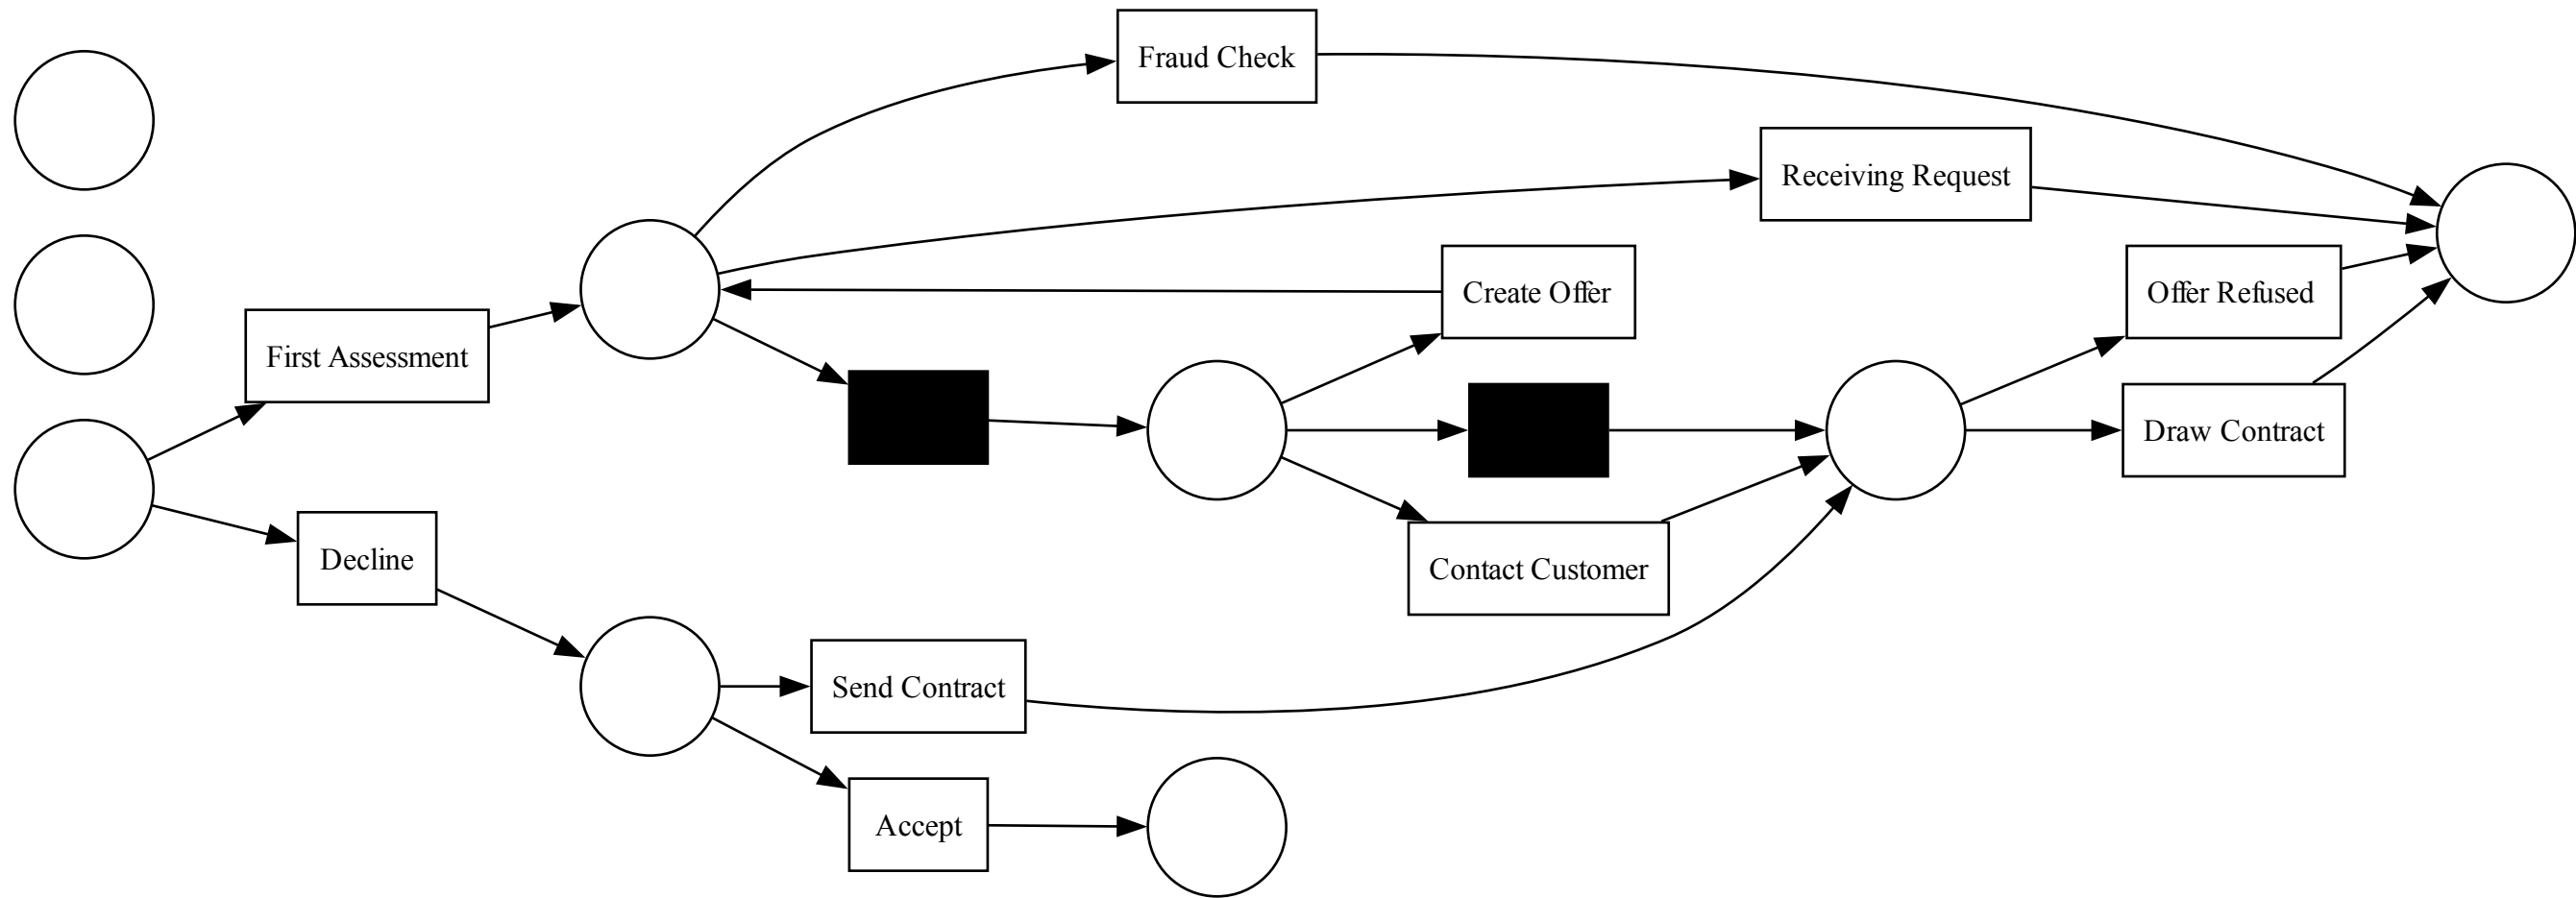 Fraud Check
Receiving Request
Create Offer
Offer Refused
First Assessment
Draw Contract
Decline
Contact Customer
Send Contract
Accept